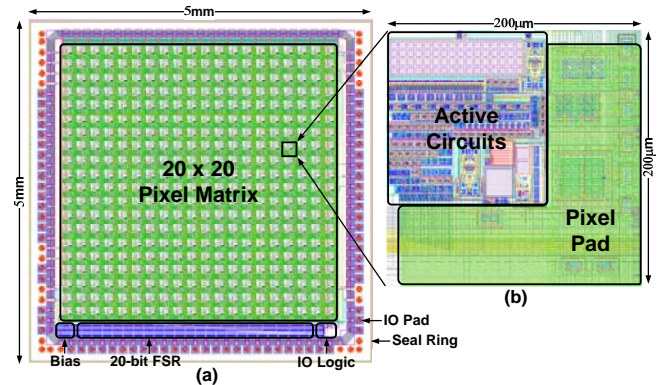 5mm
200μm
5mm
20 x 20
Pixel Matrix
Active
Circuits
200μm
Pixel
Pad
(b)
IO Pad
Seal Ring
Bias
20-bit FSR
IO Logic
(a)